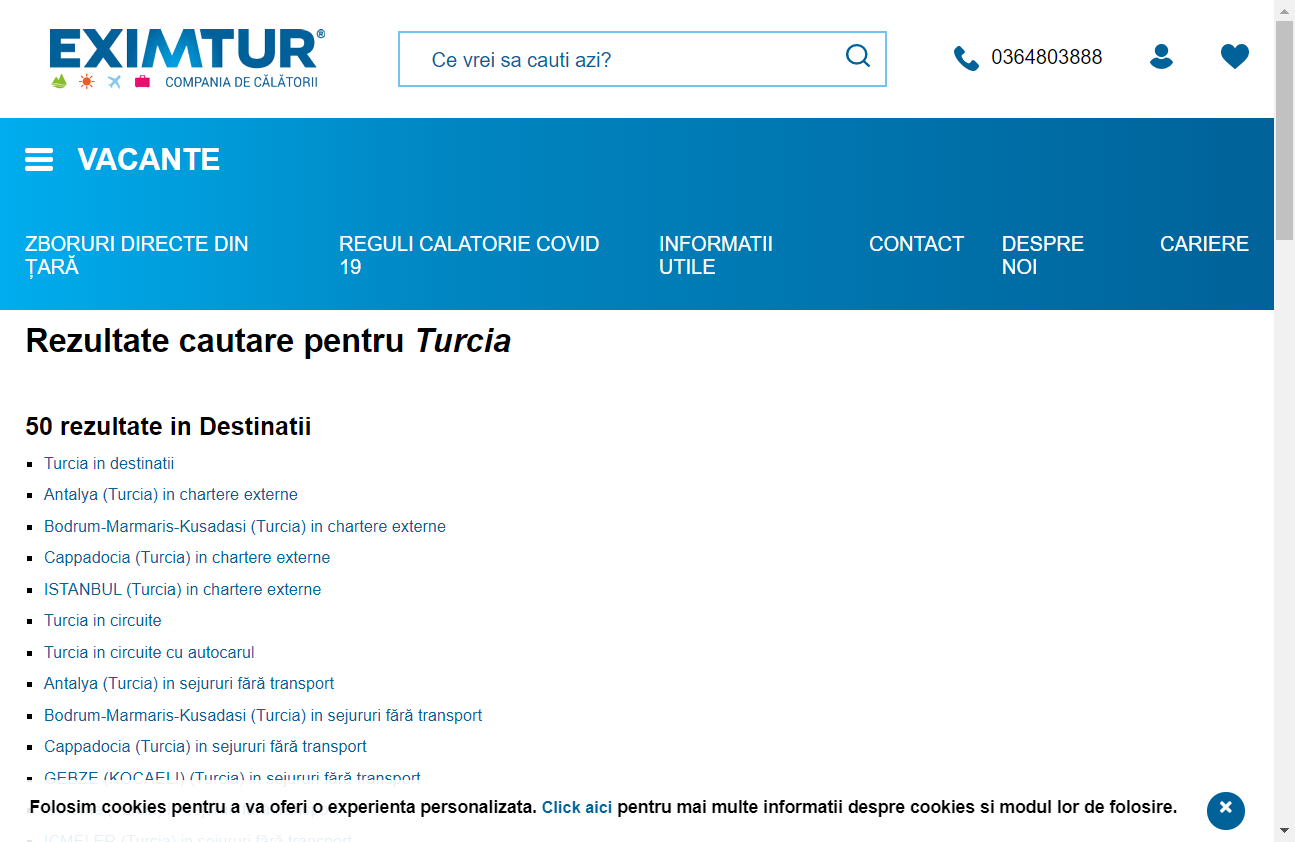 EXIMTUR®
COMPANIA DE CĂLĂTORII
Ce vrei sa cauti azi?
0364803888
VACANTE
ZBORURI DIRECTE DIN
ȚARĂ
REGULI CALATORIE COVID
19
INFORMATII
UTILE
CONTACT
DESPRE
NOI
CARIERE
Rezultate cautare pentru Turcia
50 rezultate in Destinatii
Turcia in destinatii
Antalya (Turcia) in chartere externe
Bodrum-Marmaris-Kusadasi (Turcia) in chartere externe
Cappadocia (Turcia) in chartere externe
ISTANBUL (Turcia) in chartere externe
Turcia in circuite
Turcia in circuite cu autocarul
Antalya (Turcia) in sejururi fără transport
Bodrum-Marmaris-Kusadasi (Turcia) in sejururi fără transport
Cappadocia (Turcia) in sejururi fără transport
GEBZE (KOCAELI) (Turcia) in sejururi fără transport
Folosim cookies pentru a va oferi o experienta personalizata. Click aici pentru mai multe informatii despre cookies si modul lor de folosire.
ICMELER (Turcia) in sejururi fără transport